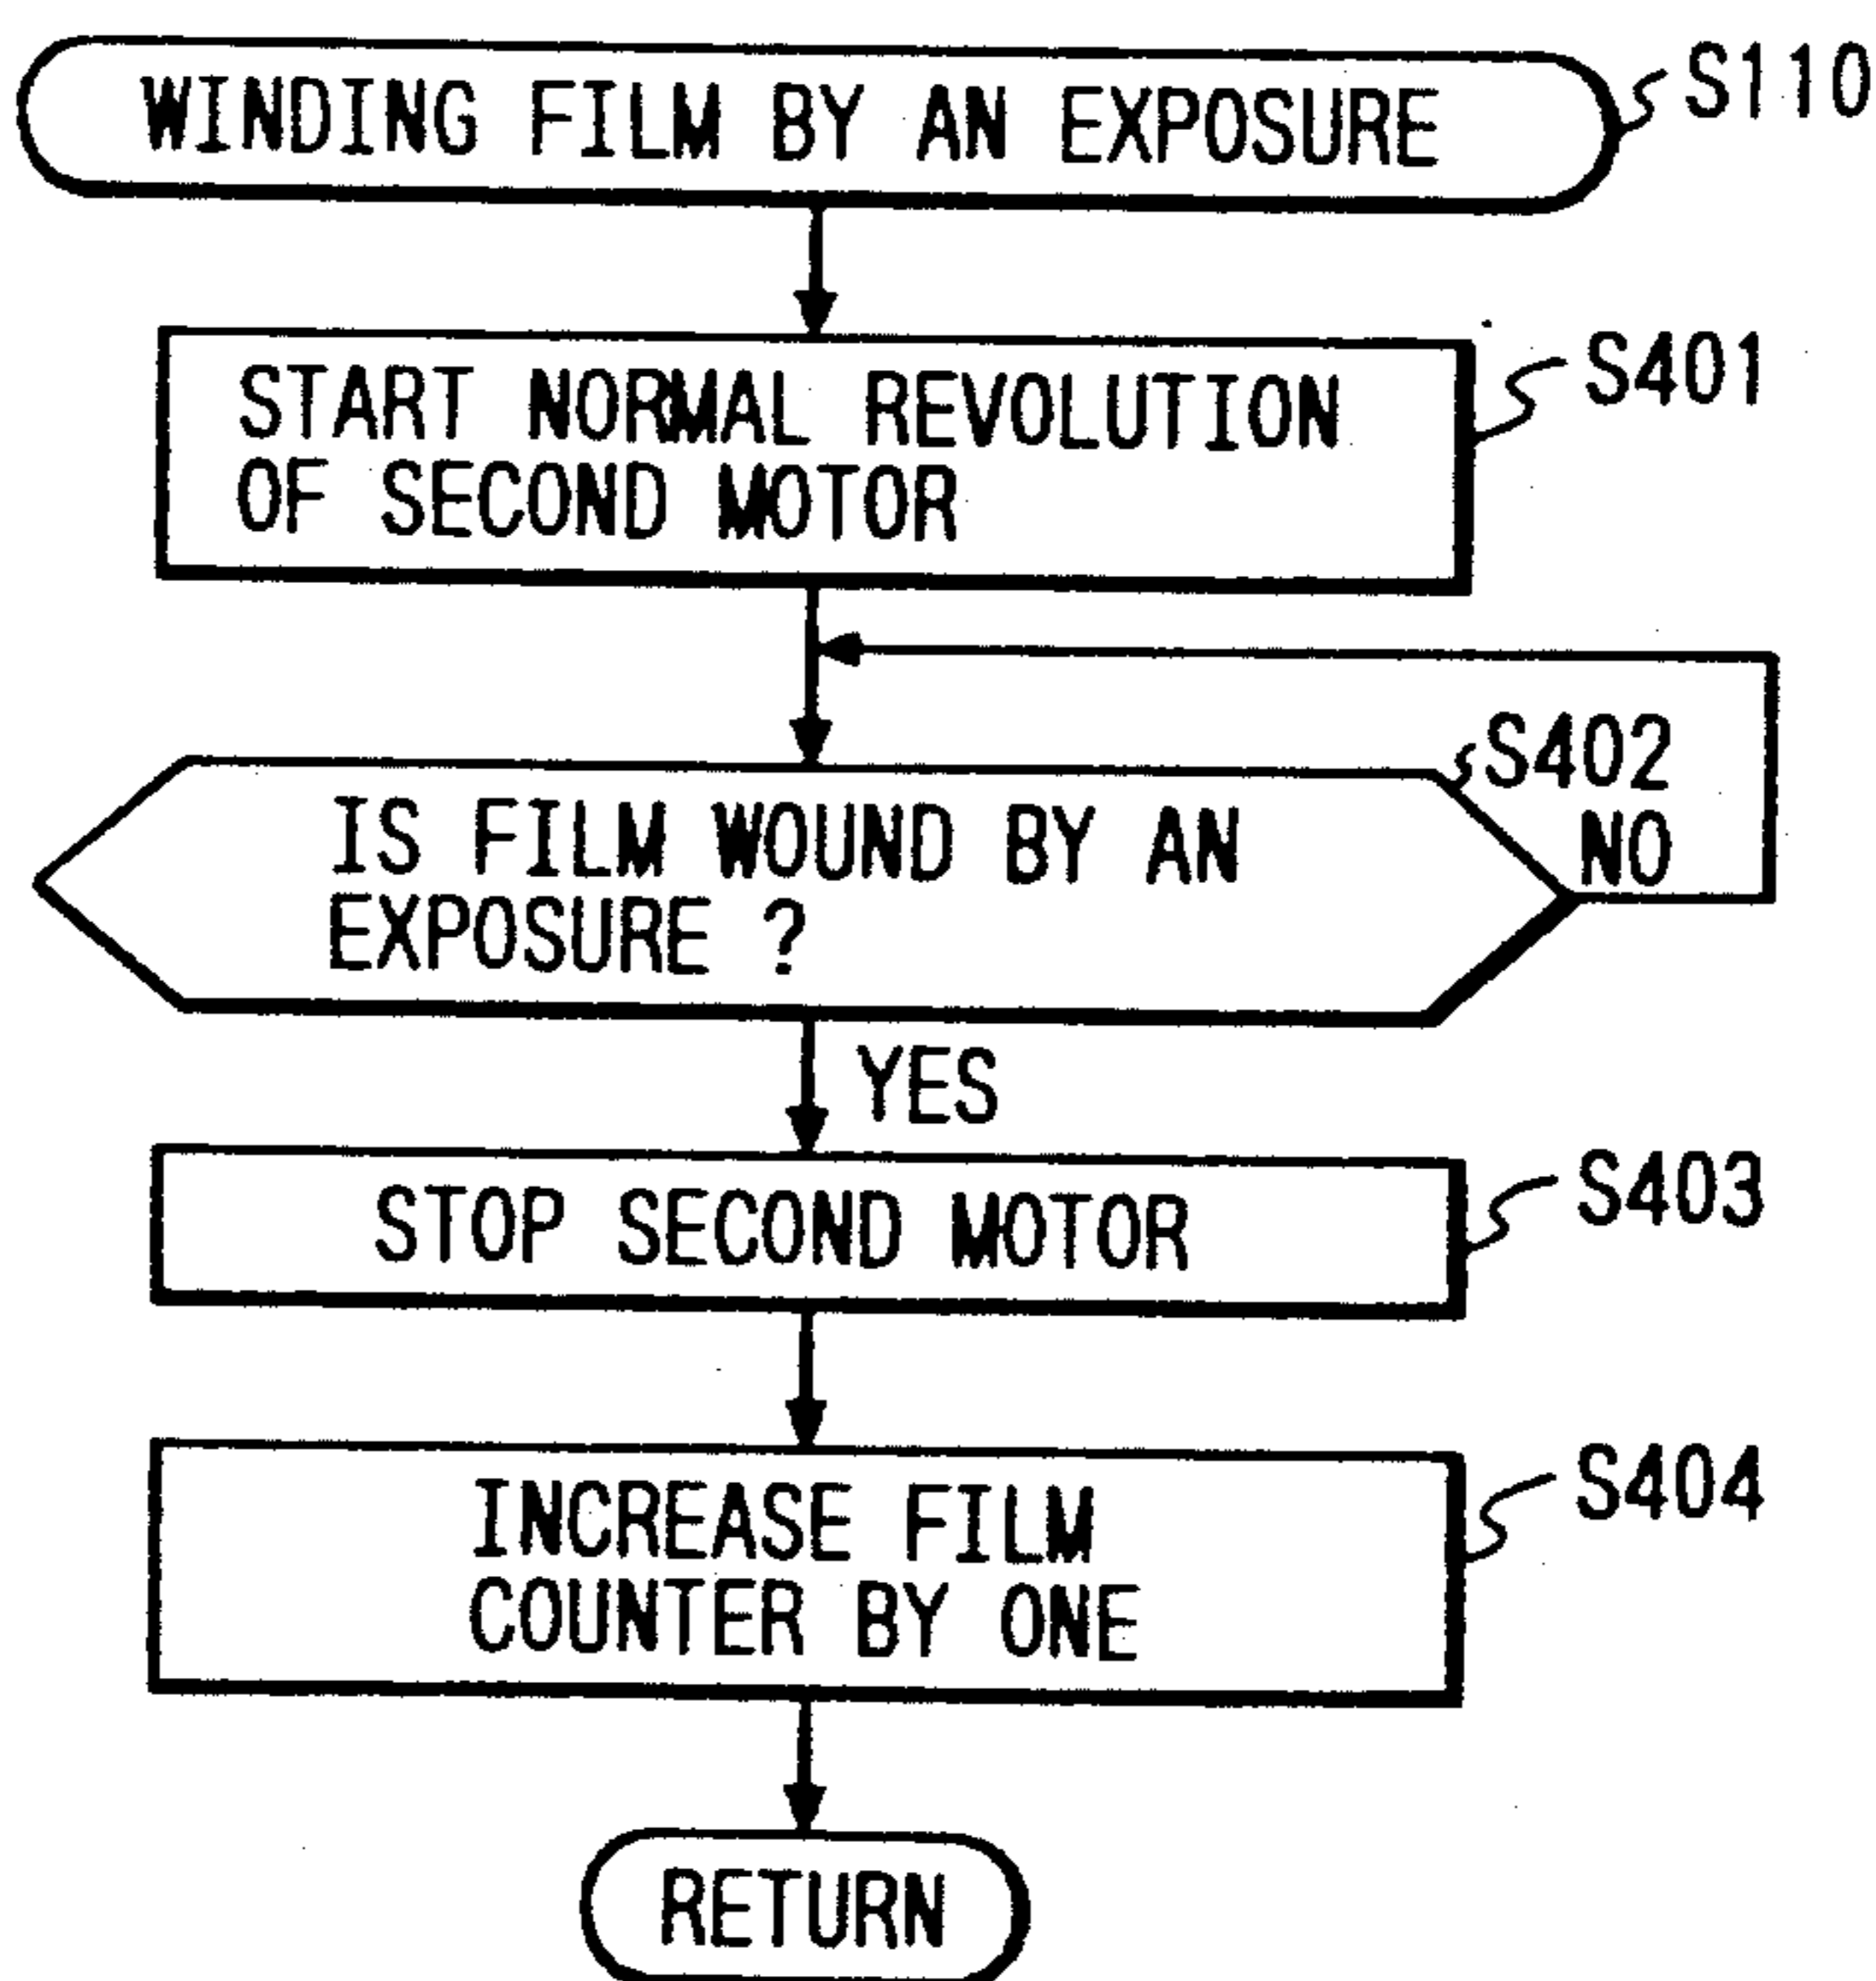 WINDING FILM BY AN EXPOSURE
S110
START NORMAL REVOLUTION
OF SECOND MOTOR
S401
IS FILM WOUND BY AN
EXPOSURE ?
S402
NO
YES
STOP SECOND MOTOR
S403
INCREASE FILM
COUNTER BY ONE
S404
RETURN